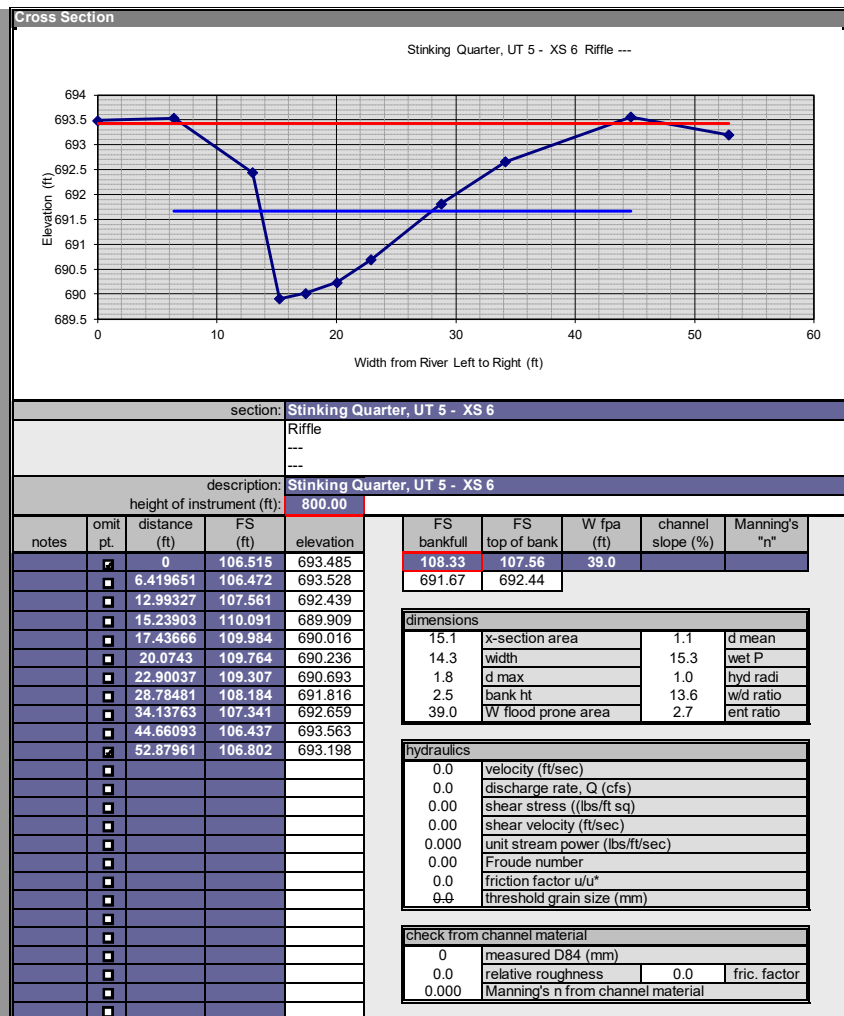 Cross Section
Stinking Quarter, UT 5 - XS 6 Riffle ---
694
693.5
693
692.5
692
691.5
691
690.5
690
689.5
Elevation (ft)
0 10 20 30 40 50 60
Width from River Left to Right (ft)
section: Stinking Quarter, UT 5 - XS 6
Riffle
---
---
description: Stinking Quarter, UT 5 - XS 6
height of instrument (ft): 800.00
notes omit pt. distance (ft) FS (ft) elevation
0 106.515 693.485
6.419651 106.472 693.528
12.99327 107.561 692.439
15.23903 110.091 689.909
17.43666 109.984 690.016
20.0743 109.764 690.236
22.90037 109.307 690.693
28.78481 108.184 691.816
34.13763 107.341 692.659
44.66093 106.437 693.563
52.87961 106.802 693.198
FS bankfull FS top of bank W fpa (ft) channel slope (%) Manning's "n"
108.33 107.56 39.0
691.67 692.44
dimensions
15.1 x-section area 1.1 d mean
14.3 width 15.3 wet P
1.8 d max 1.0 hyd radi
2.5 bank ht 13.6 w/d ratio
39.0 W flood prone area 2.7 ent ratio
hydraulics
0.0 velocity (ft/sec)
0.0 discharge rate, Q (cfs)
0.00 shear stress ((lbs/ft sq)
0.00 shear velocity (ft/sec)
0.000 unit stream power (lbs/ft/sec)
0.00 Froude number
0.0 friction factor u/u*
0.0 threshold grain size (mm)
check from channel material
0 measured D84 (mm)
0.0 relative roughness 0.0 fric. factor
0.000 Manning's n from channel material